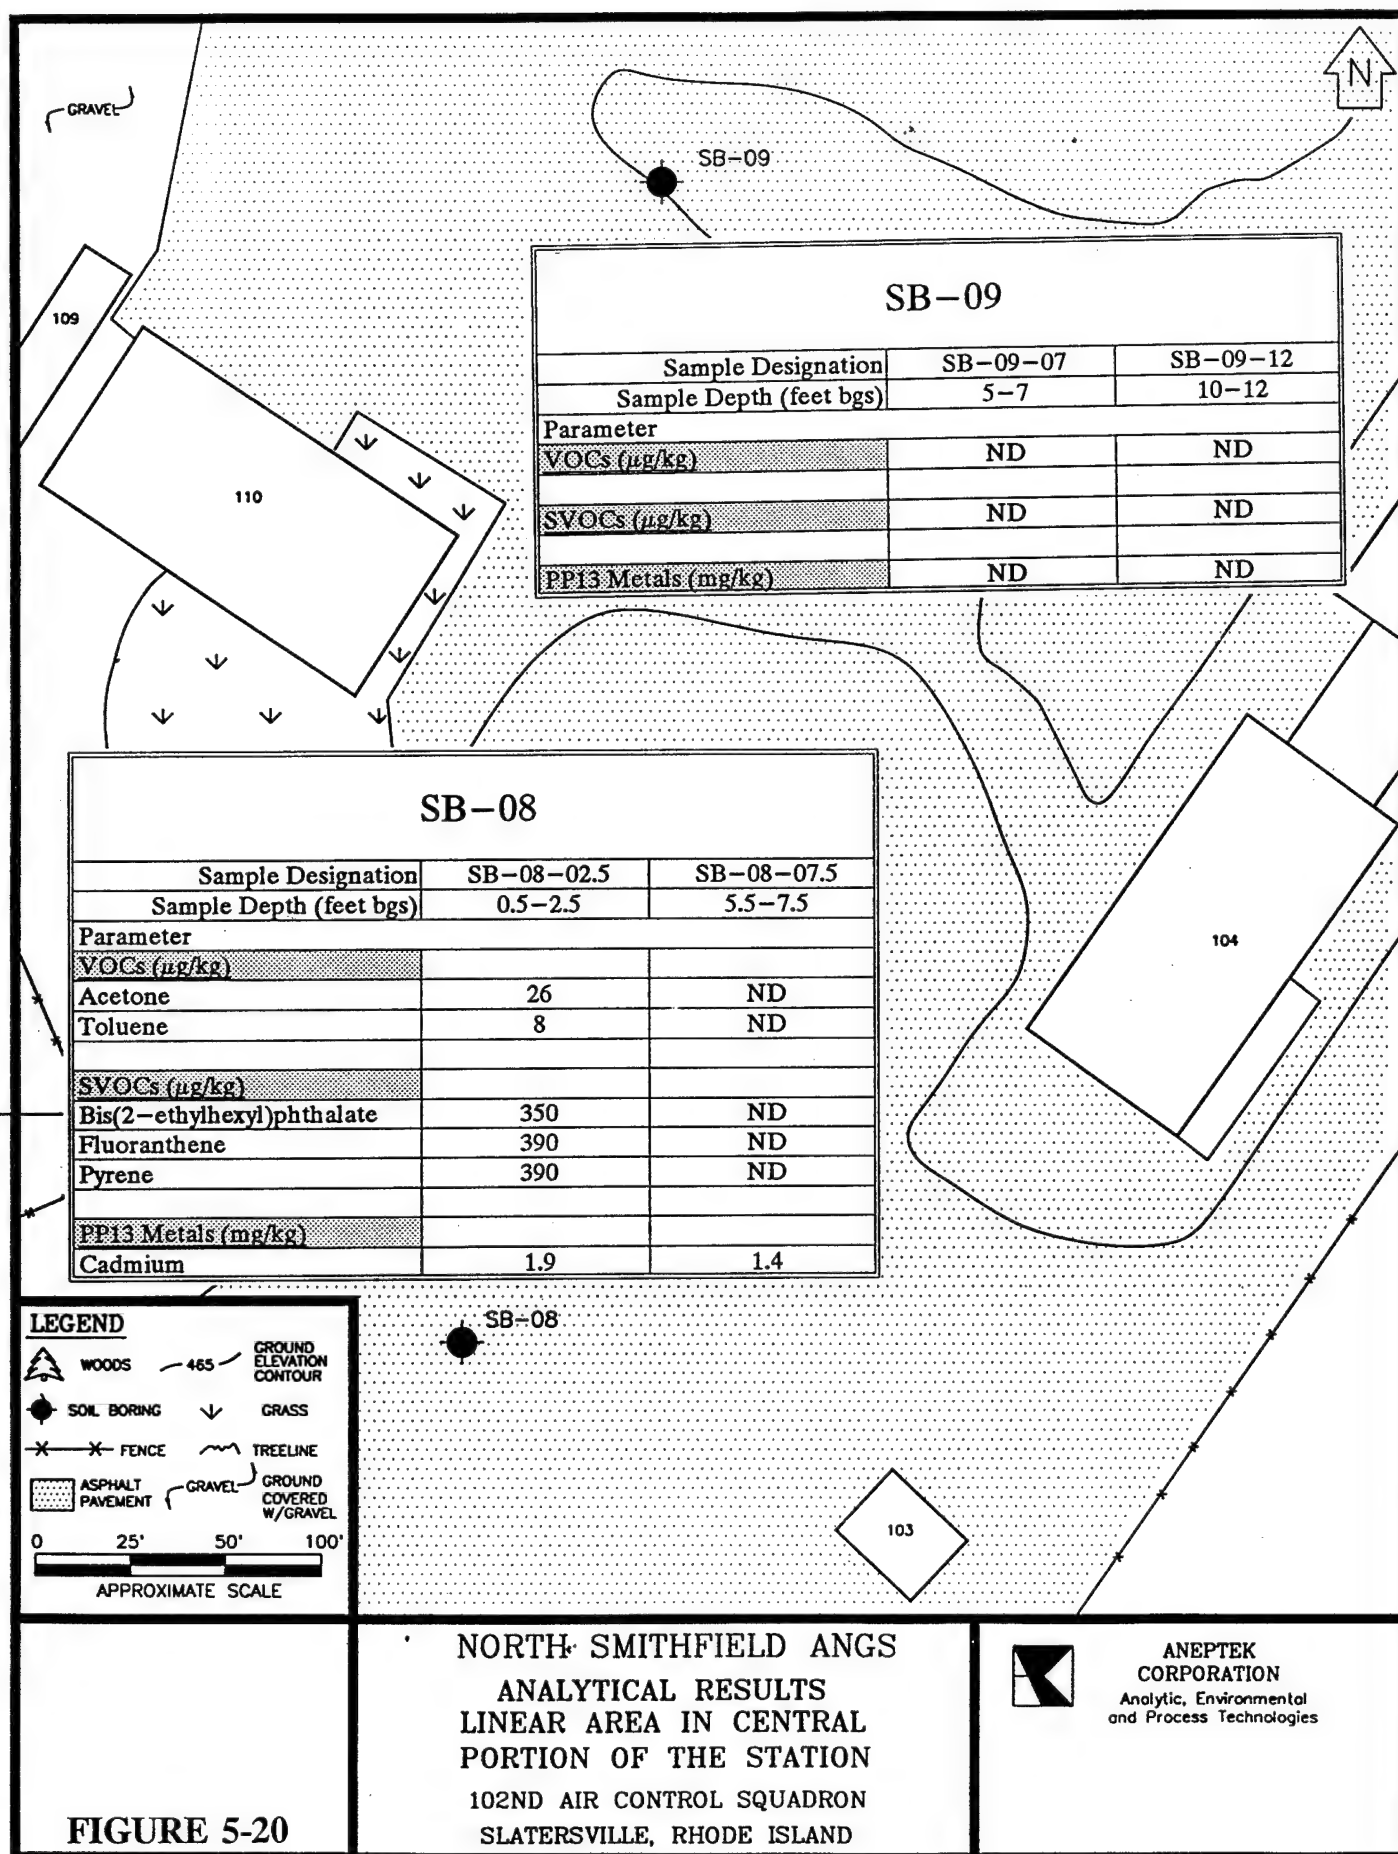 N
GRAVEL
SB-09
109
110
SB-09
Sample Designation SB-09-07 SB-09-12
Sample Depth (feet bgs) 5-7 10-12
Parameter
VOCs (µg/kg) ND ND
SVOCs (µg/kg) ND ND
PP13 Metals (mg/kg) ND ND
SB-08
Sample Designation SB-08-02.5 SB-08-07.5
Sample Depth (feet bgs) 0.5-2.5 5.5-7.5
Parameter
VOCs (µg/kg)
Acetone 26 ND
Toluene 8 ND
SVOCs (µg/kg)
Bis(2-ethylhexyl)phthalate 350 ND
Fluoranthene 390 ND
Pyrene 390 ND
PP13 Metals (mg/kg)
Cadmium 1.9 1.4
104
SB-08
103
LEGEND
WOODS 465 GROUND ELEVATION CONTOUR
SOIL BORING GRASS
FENCE TREELINE
ASPHALT PAVEMENT GRAVEL GROUND COVERED W/GRAVEL
0 25' 50' 100'
APPROXIMATE SCALE
FIGURE 5-20
NORTH SMITHFIELD ANGS
ANALYTICAL RESULTS
LINEAR AREA IN CENTRAL
PORTION OF THE STATION
102ND AIR CONTROL SQUADRON
SLATERSVILLE, RHODE ISLAND
ANEPTEK
CORPORATION
Analytic, Environmental
and Process Technologies